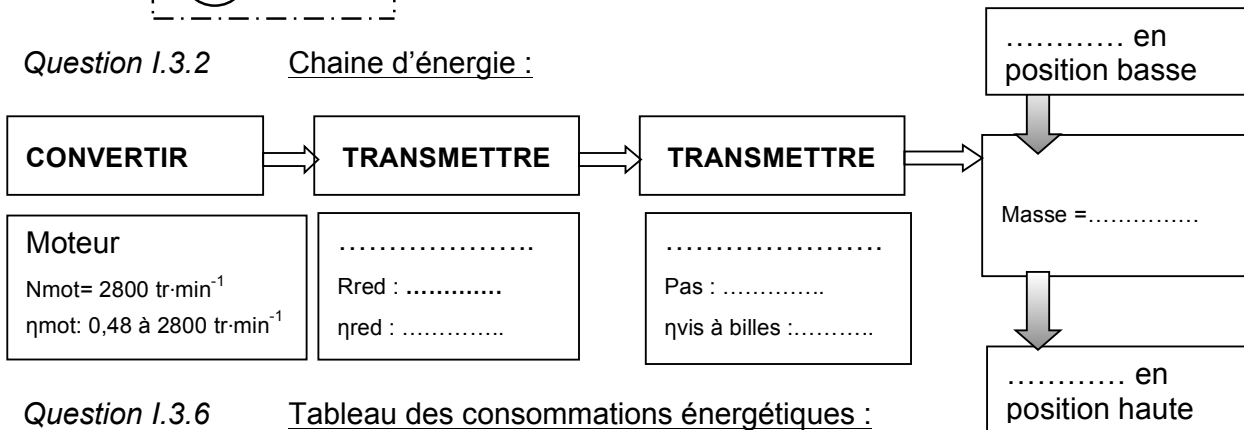 ………… en
position basse
Question I.3.2 Chaine d’énergie :
CONVERTIR
TRANSMETTRE
TRANSMETTRE
Masse =……………
Moteur
Nmot= 2800 tr·min-1
ηmot: 0,48 à 2800 tr·min-1
………………..
Rred : ………….
ηred : …………..
………………….
Pas : …………..
ηvis à billes :………..
………… en
position haute
Question I.3.6 Tableau des consommations énergétiques :